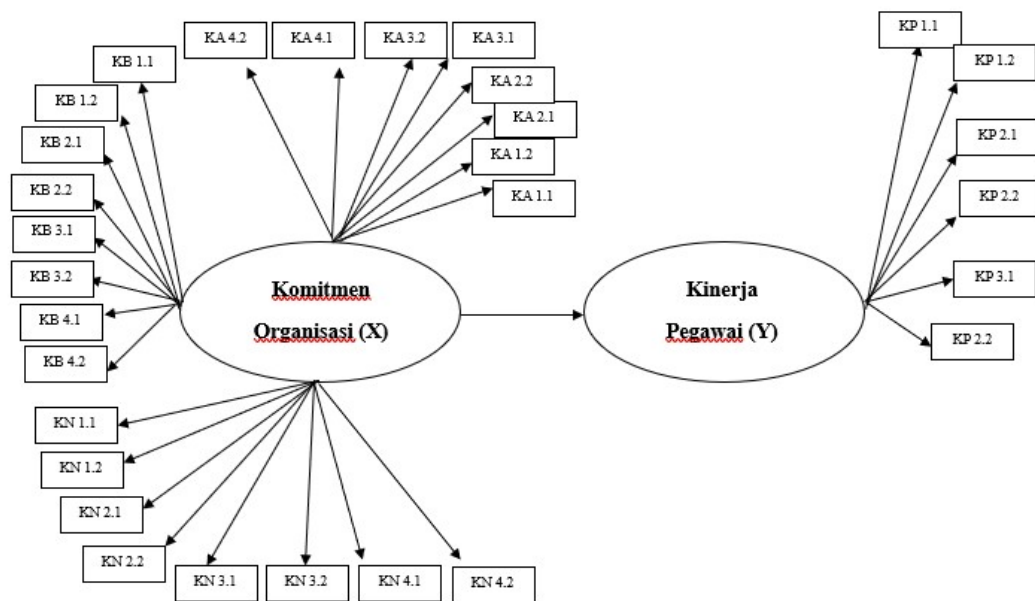 KA 4.2
KA 4.1
KA 3.2
KA 3.1
KA 2.2
KA 2.1
KA 1.2
KA 1.1
KB 1.1
KB 1.2
KB 2.1
KB 2.2
KB 3.1
KB 3.2
KB 4.1
KB 4.2
Komitmen
Organisasi (X)
KN 1.1
KN 1.2
KN 2.1
KN 2.2
KN 3.1
KN 3.2
KN 4.1
KN 4.2
Kinerja
Pegawai (Y)
KP 1.1
KP 1.2
KP 2.1
KP 2.2
KP 3.1
KP 2.2